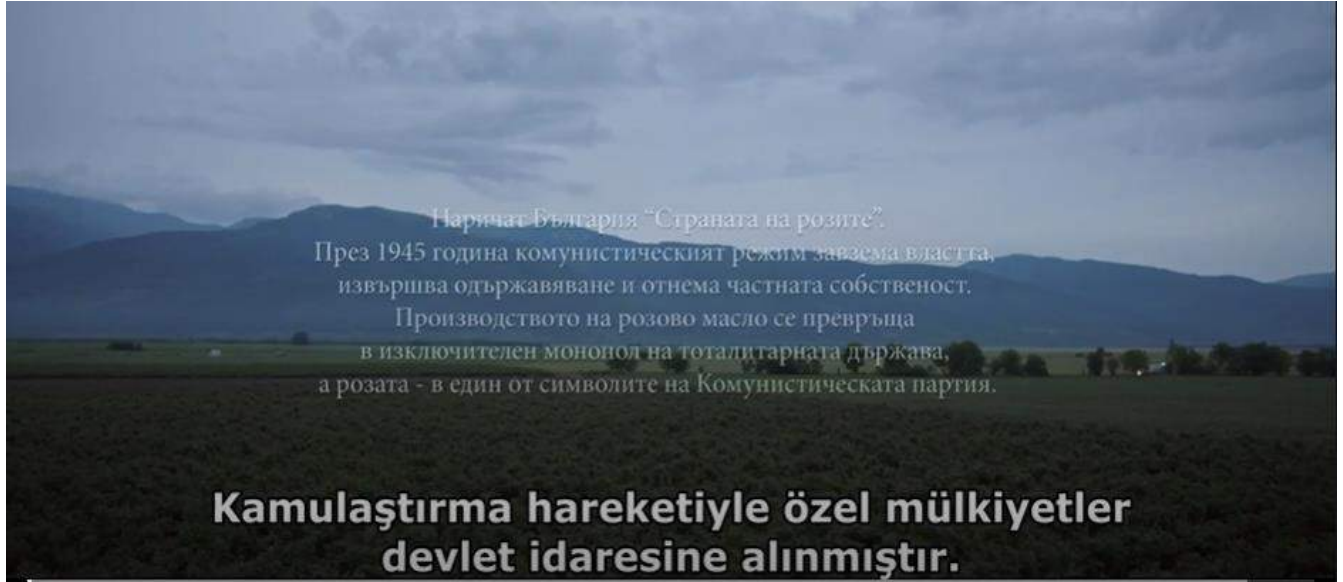 Наричат България “Страната на розите”.
През 1945 година комунистическият режим завзема властта,
извършва одържавяване и отнема частната собственост.
Производството на розово масло се превръща
в изключителен монопол на тоталитарната държава,
а розата - в един от символите на Комунистическата партия.
Kamulaştırma hareketiyle özel mülkiyetler
devlet idaresine alınmıştır.